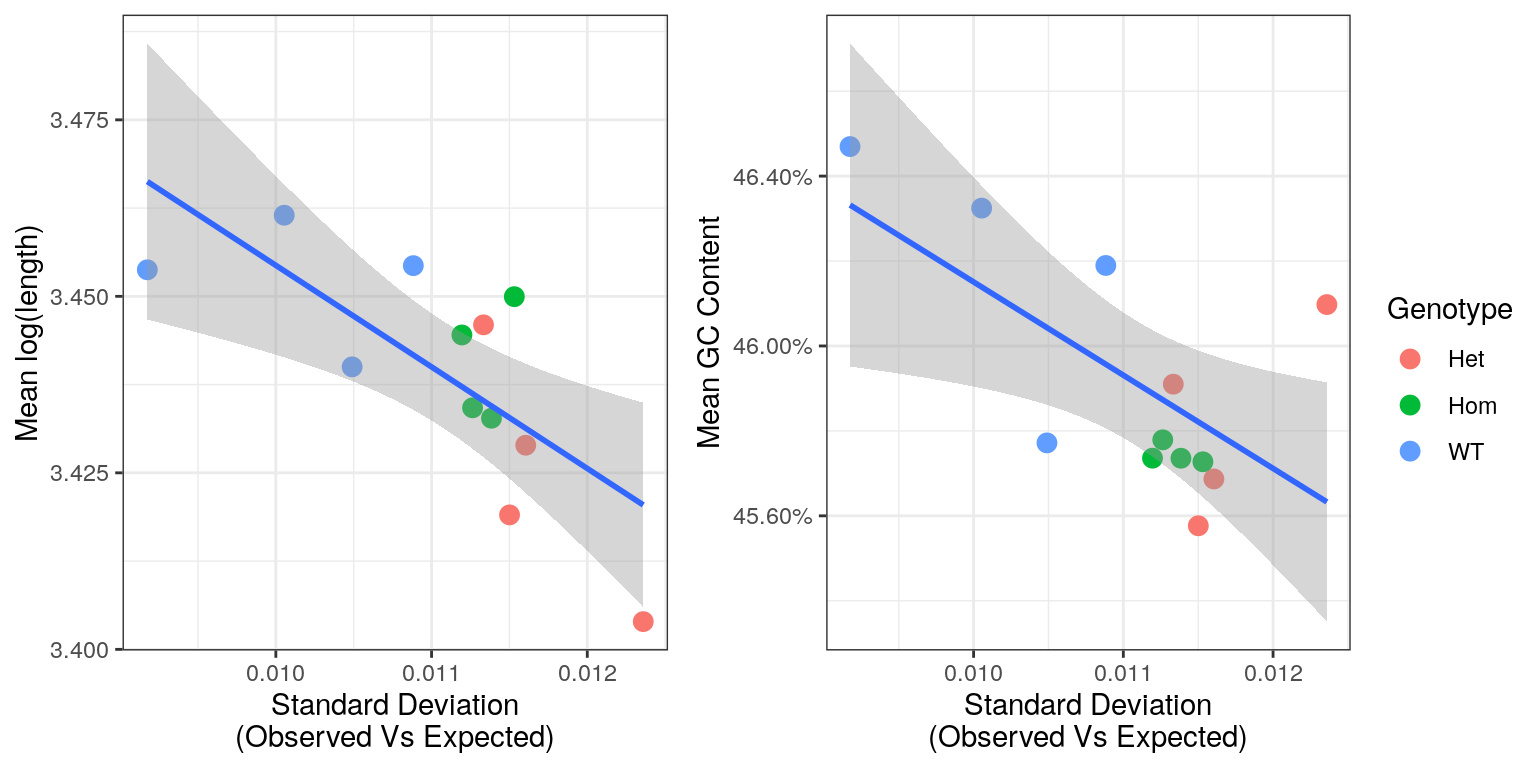 Mean log(length)
3.475
3.450
3.425
3.400
0.010
0.011
0.012
Standard Deviation
(Observed Vs Expected)
Mean GC Content
46.40%
46.00%
45.60%
0.010
0.011
0.012
Standard Deviation
(Observed Vs Expected)
Genotype
Het
Hom
WT